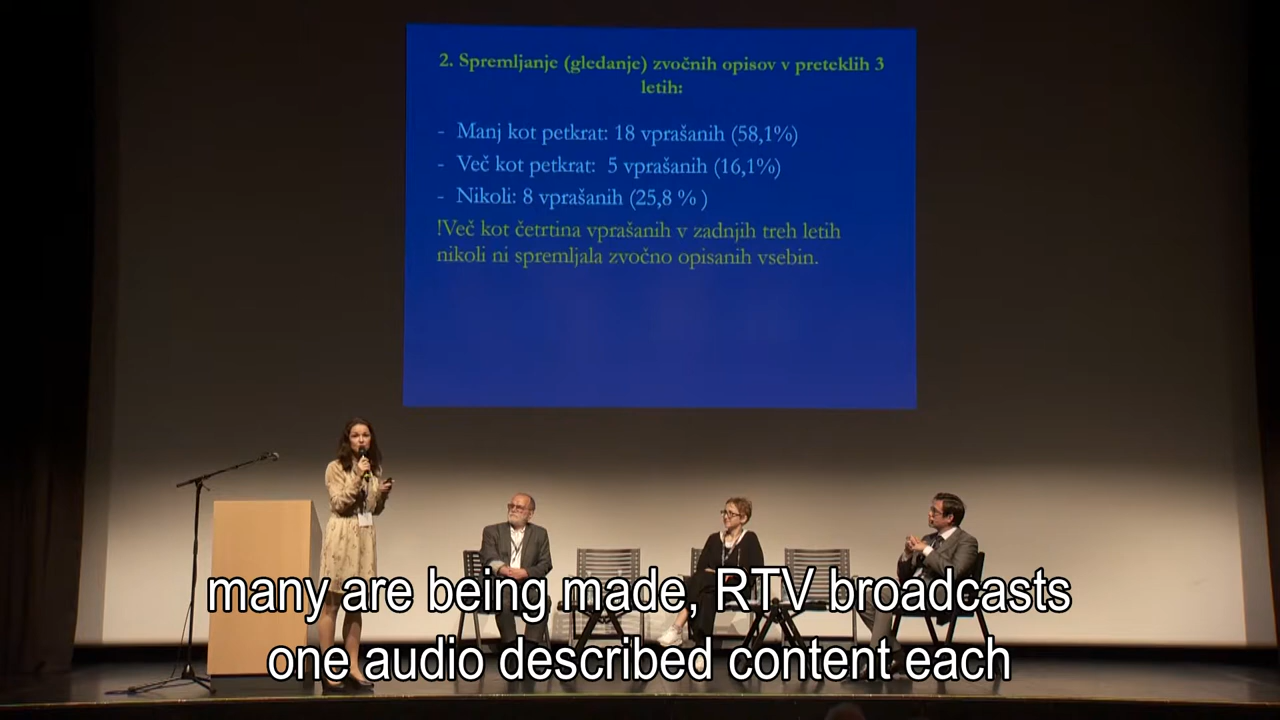 2. Spremljanje (gledanje) zvočnih opisov v preteklih 3
letih:
- Manj kot petkrat: 18 vprašanih (58,1%)
- Več kot petkrat: 5 vprašanih (16,1%)
- Nikoli: 8 vprašanih (25,8 % )
!Več kot četrtina vprašanih v zadnjih treh letih
nikoli ni spremljala zvočno opisanih vsebin.
many are being made, RTV broadcasts
one audio described content each